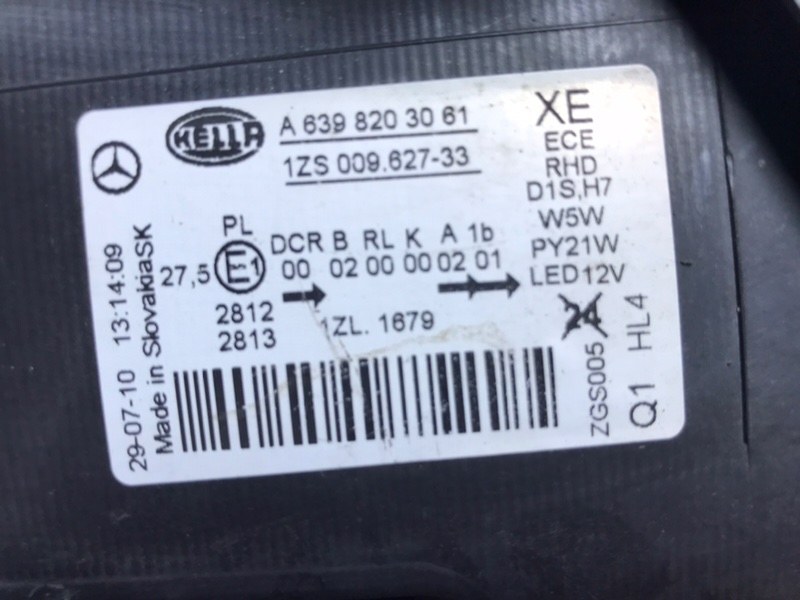 HELLA
A 639 820 3061
1ZS 009.627-33
XE
ECE
RHD
D1S,H7
W5W
PY21W
LED12V
24
PL
27,5 E1
DCR B RL K A 1b
00 02 00 00 02 01
2812
2813
1ZL. 1679
29-07-10 13:14:09
Made in SlovakiaSK
ZGS005
Q1 HL4